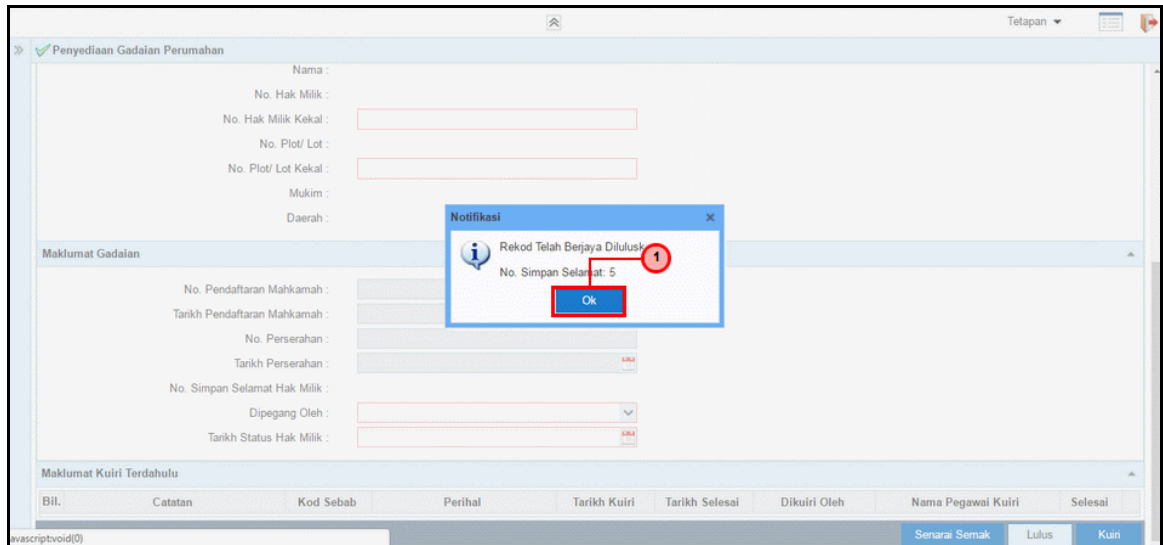 Tetapan
Penyediaan Gadaian Perumahan
Nama :
No. Hak Milik :
No. Hak Milik Kekal :
No. Plot/ Lot :
No. Plot/ Lot Kekal :
Mukim :
Daerah :
Notifikasi
Rekod Telah Berjaya Dilulusk
1
No. Simpan Selamat: 5
Ok
Maklumat Gadaian
No. Pendaftaran Mahkamah :
Tarikh Pendaftaran Mahkamah :
No. Perserahan :
Tarikh Perserahan :
No. Simpan Selamat Hak Milik :
Dipegang Oleh :
Tarikh Status Hak Milik :
Maklumat Kuiri Terdahulu
Bil. Catatan Kod Sebab Perihal Tarikh Kuiri Tarikh Selesai Dikuiri Oleh Nama Pegawai Kuiri Selesai
avascript:void(0) Senarai Semak Lulus Kuiri